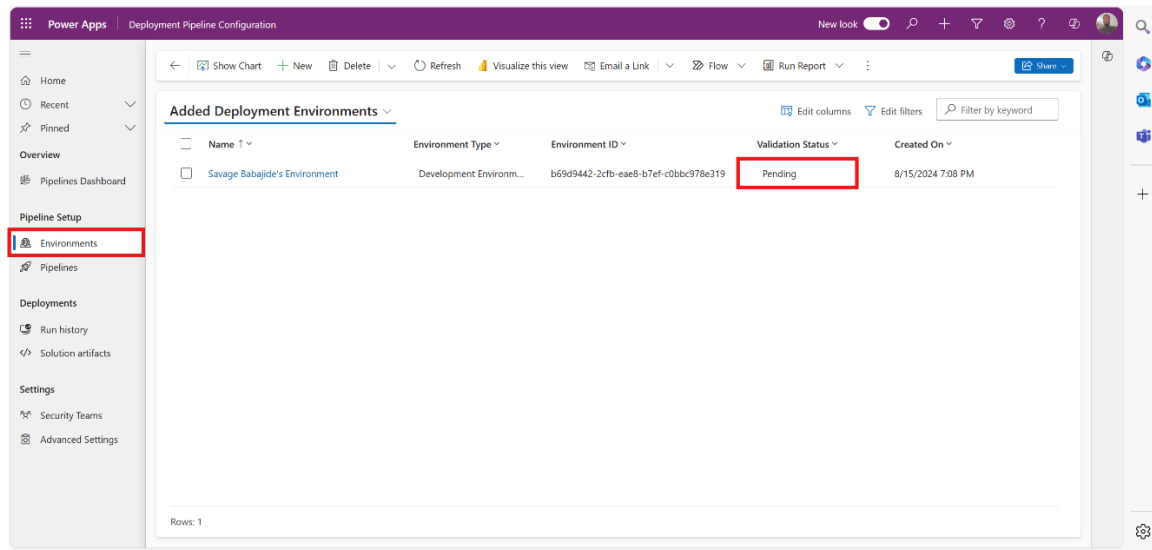 Power Apps Deployment Pipeline Configuration New look
Home
Recent
Pinned
Overview
Pipelines Dashboard
Pipeline Setup
Environments
Pipelines
Deployments
Run history
Solution artifacts
Settings
Security Teams
Advanced Settings
Show Chart New Delete Refresh Visualize this view Email a Link Flow Run Report Share
Added Deployment Environments Edit columns Edit filters Filter by keyword
Name ↑ Environment Type Environment ID Validation Status Created On
Savage Babajide's Environment Development Environm... b69d9442-2cfb-eae8-b7ef-c0bbc978e319 Pending 8/15/2024 7:08 PM
Rows: 1